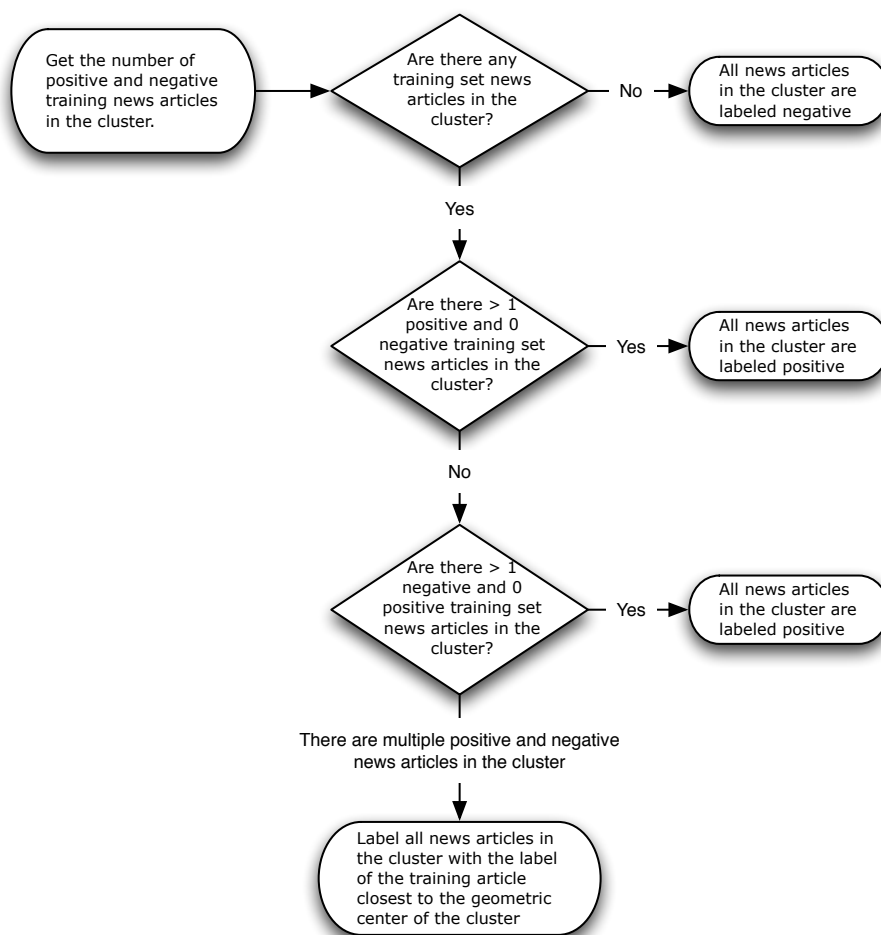 Get the number of
positive and negative
training news articles
in the cluster.
Are there any
training set news
articles in the
cluster?
No
All news articles
in the cluster are
labeled negative
Yes
Are there > 1
positive and 0
negative training set
news articles in the
cluster?
Yes
All news articles
in the cluster are
labeled positive
No
Are there > 1
negative and 0
positive training set
news articles in the
cluster?
Yes
All news articles
in the cluster are
labeled positive
There are multiple positive and negative
news articles in the cluster
Label all news articles in
the cluster with the label
of the training article
closest to the geometric
center of the cluster